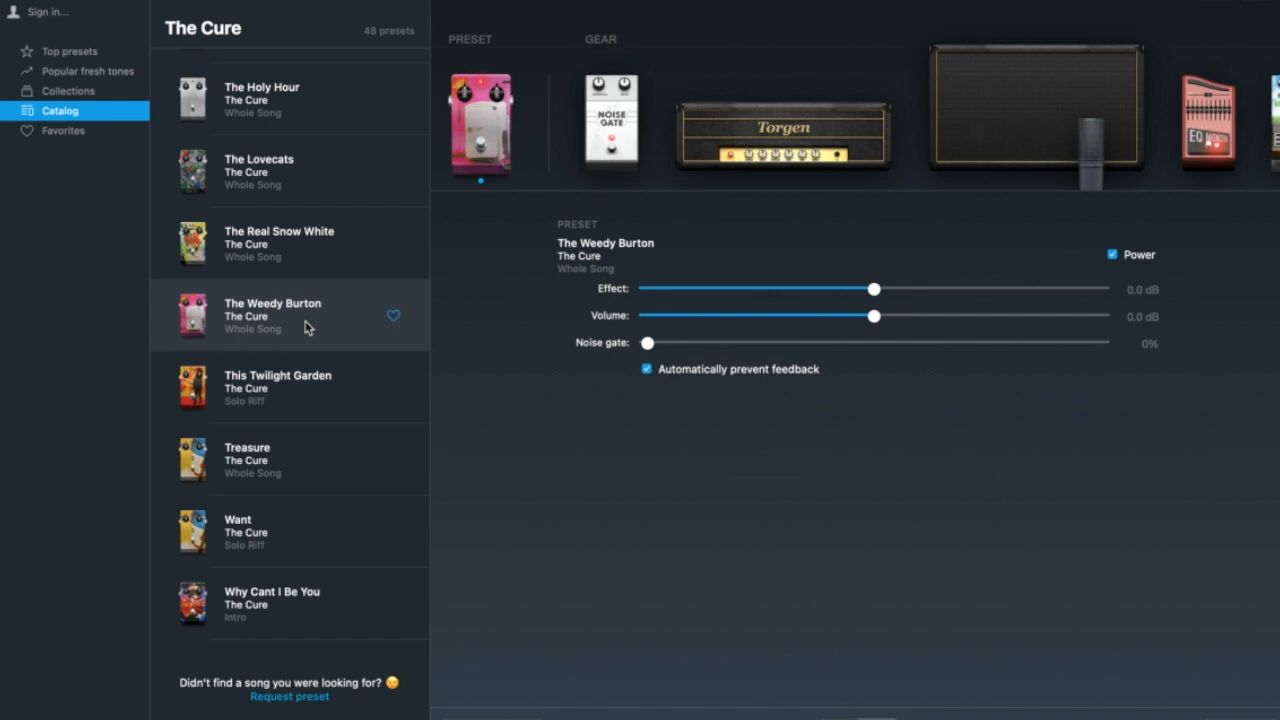 Sign in...
Top presets
Popular fresh tones
Collections
Catalog
Favorites
The Cure
48 presets
The Holy Hour
The Cure
Whole Song
The Lovecats
The Cure
Whole Song
The Real Snow White
The Cure
Whole Song
The Weedy Burton
The Cure
Whole Song
This Twilight Garden
The Cure
Solo Riff
Treasure
The Cure
Whole Song
Want
The Cure
Solo Riff
Why Cant I Be You
The Cure
Intro
Didn't find a song you were looking for?
Request preset
PRESET
GEAR
NOISE
GATE
Torgen
EQ
PRESET
The Weedy Burton
The Cure
Whole Song
Power
Effect:
0.0 dB
Volume:
0.0 dB
Noise gate:
0%
Automatically prevent feedback